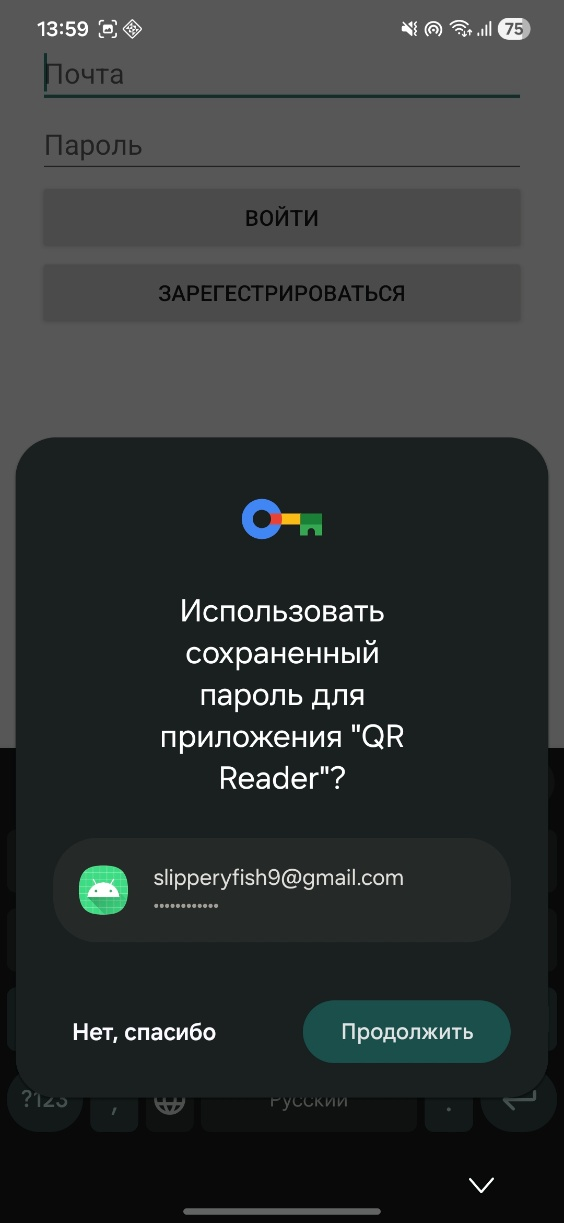 13:59
75
Почта
Пароль
ВОЙТИ
ЗАРЕГЕСТРИРОВАТЬСЯ
Использовать
сохраненный
пароль для
приложения "QR
Reader"?
slipperyfish9@gmail.com
••••••••••••
Нет, спасибо
Продолжить
?123
,
Русский
.